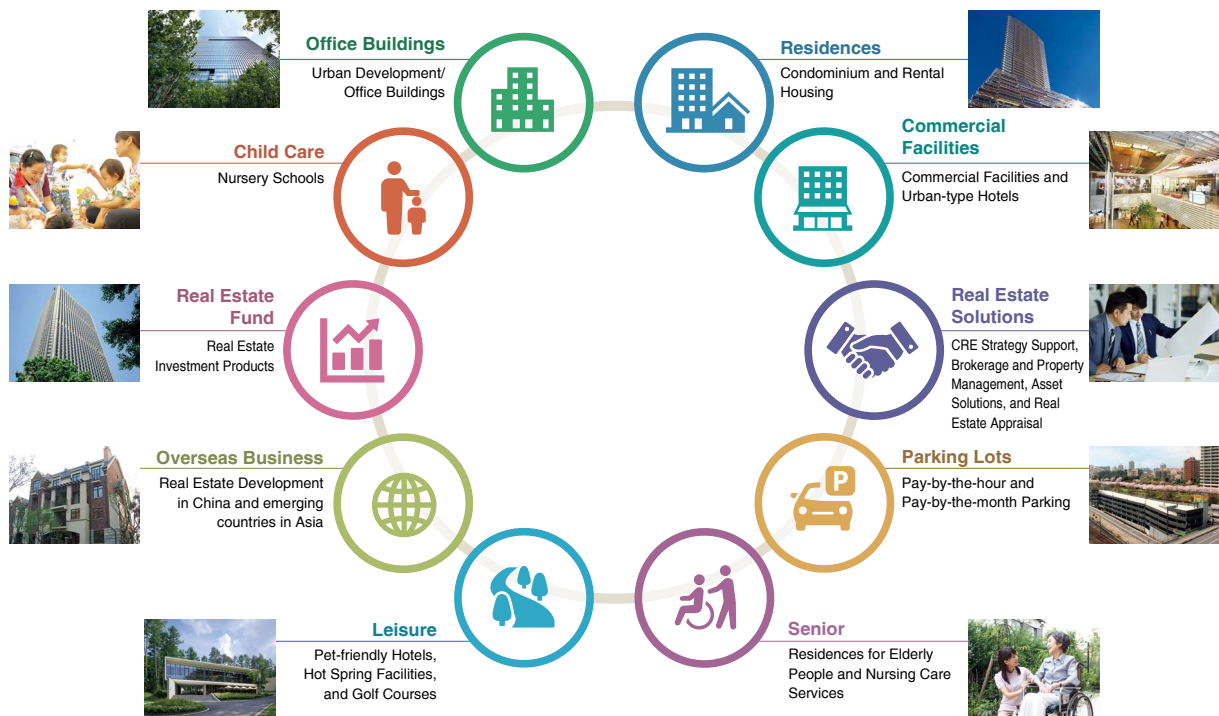 Office Buildings
Urban Development/
Office Buildings
Residences
Condominium and Rental
Housing
Child Care
Nursery Schools
Commercial
Facilities
Commercial Facilities and
Urban-type Hotels
Real Estate
Fund
Real Estate
Investment Products
Real Estate
Solutions
CRE Strategy Support,
Brokerage and Property
Management, Asset
Solutions, and Real
Estate Appraisal
Overseas Business
Real Estate Development
in China and emerging
countries in Asia
P
Parking Lots
Pay-by-the-hour and
Pay-by-the-month Parking
Leisure
Pet-friendly Hotels,
Hot Spring Facilities,
and Golf Courses
Senior
Residences for Elderly
People and Nursing Care
Services